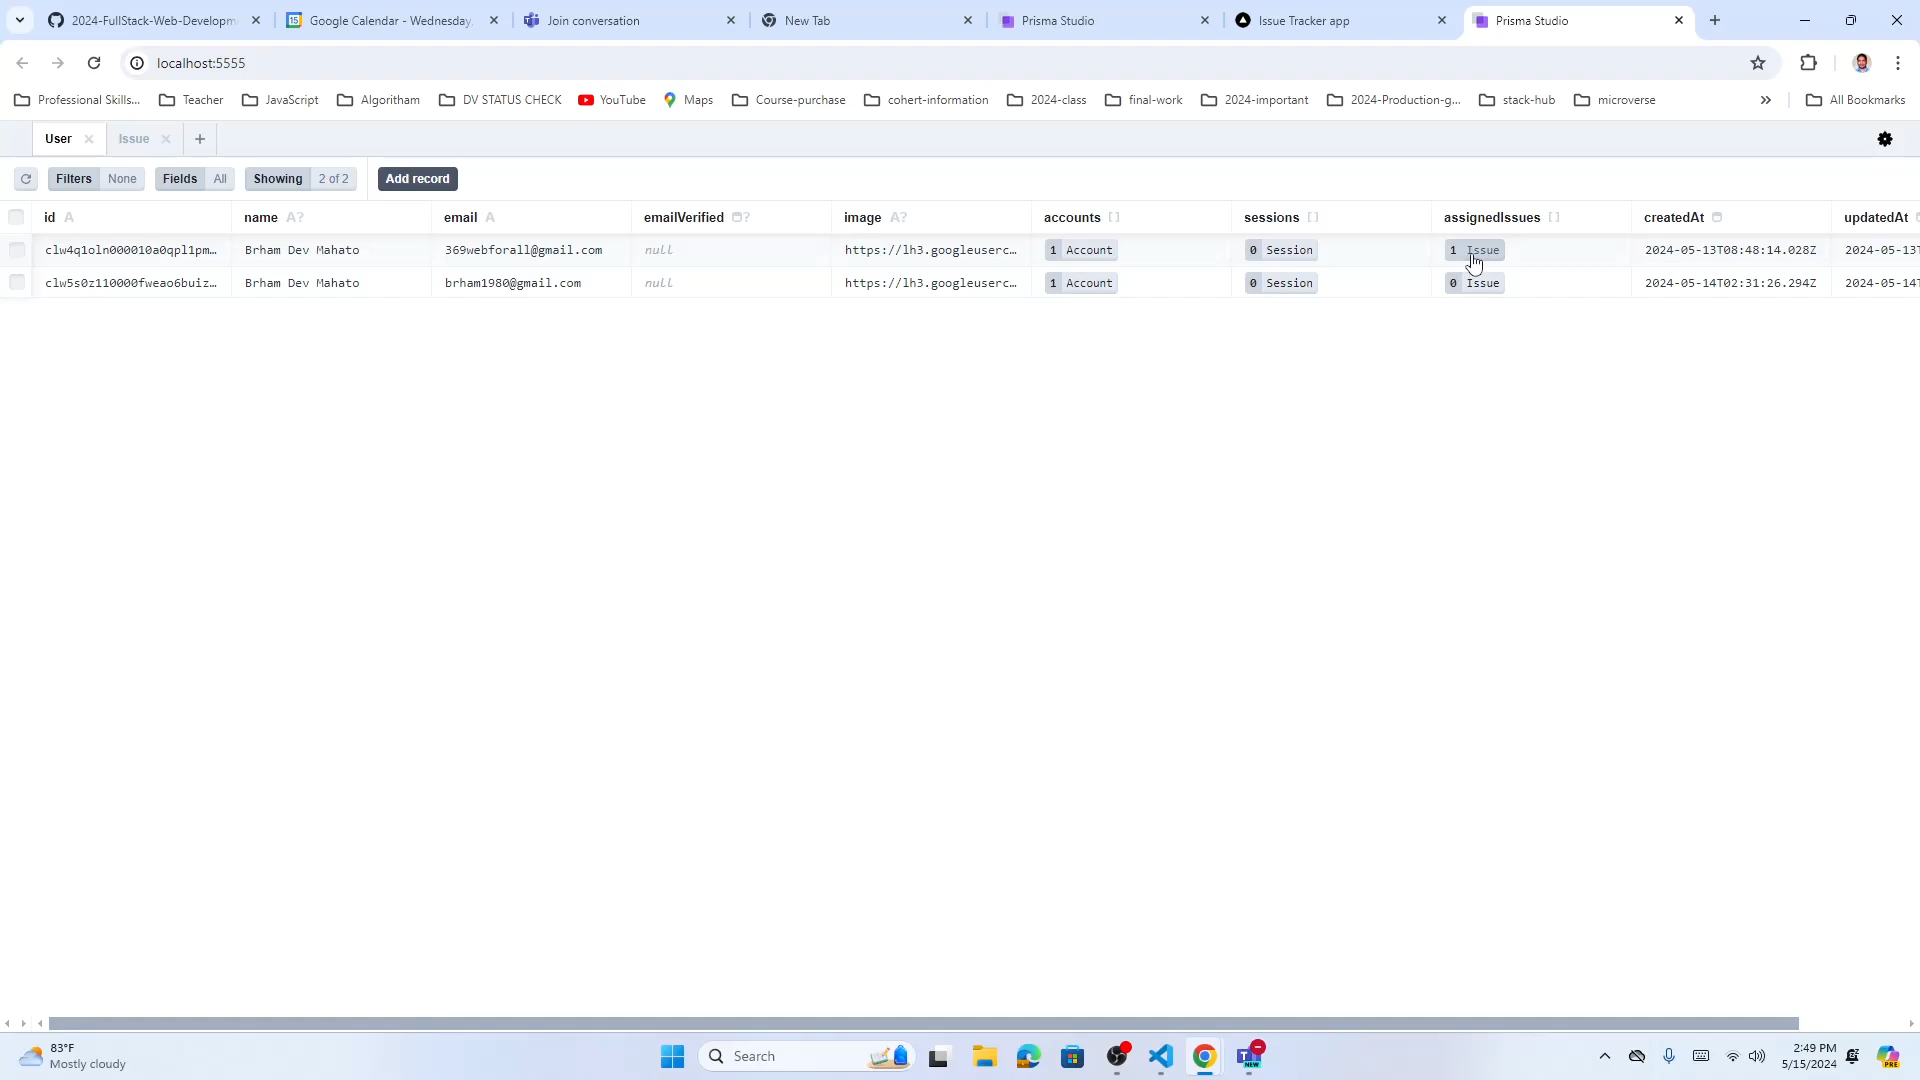 2024-FullStack-Web-Developm
Google Calendar - Wednesday,
Join conversation
New Tab
Prisma Studio
Issue Tracker app
Prisma Studio
localhost:5555
Professional Skills...
Teacher
JavaScript
Algoritham
DV STATUS CHECK
YouTube
Maps
Course-purchase
cohert-information
2024-class
final-work
2024-important
2024-Production-g...
stack-hub
microverse
All Bookmarks
User
Issue
Filters None
Fields All
Showing 2 of 2
Add record
id A name A? email A emailVerified ? image A? accounts [] sessions [] assignedIssues [] createdAt updatedAt
clw4q1oln000010a0qpl1pm… Brham Dev Mahato 369webforall@gmail.com null https://lh3.googleuserc… 1 Account 0 Session 1 Issue 2024-05-13T08:48:14.028Z 2024-05-13T
clw5s0z110000fweao6buiz… Brham Dev Mahato brham1980@gmail.com null https://lh3.googleuserc… 1 Account 0 Session 0 Issue 2024-05-14T02:31:26.294Z 2024-05-14T
83°F
Mostly cloudy
Search
NEW
2:49 PM
5/15/2024
PRE